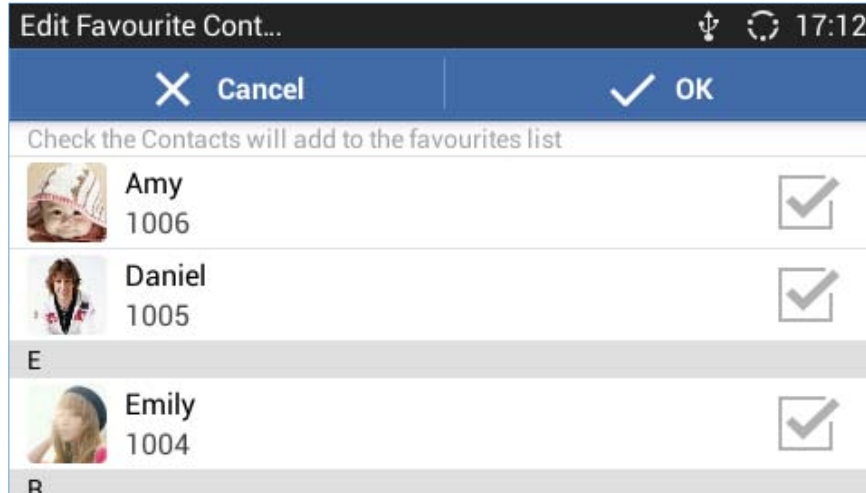 Edit Favourite Cont...
17:12
Cancel
OK
Check the Contacts will add to the favourites list
Amy
1006
Daniel
1005
E
Emily
1004